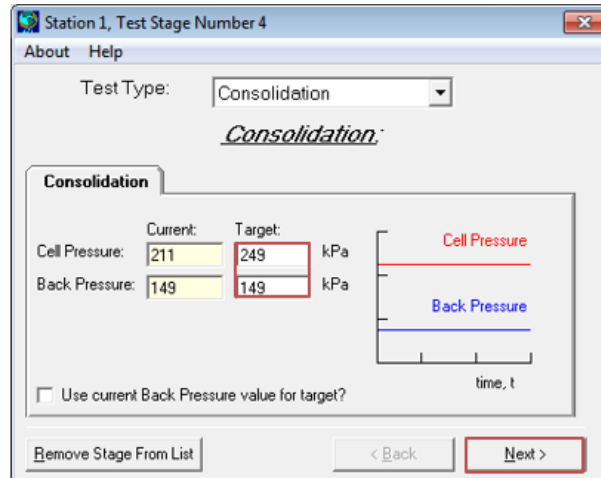 Station 1, Test Stage Number 4
About Help
Test Type: Consolidation
Consolidation:
Consolidation
Current: Target:
Cell Pressure: 211 249 kPa
Back Pressure: 149 149 kPa
Cell Pressure
Back Pressure
time, t
Use current Back Pressure value for target?
Remove Stage From List < Back Next >